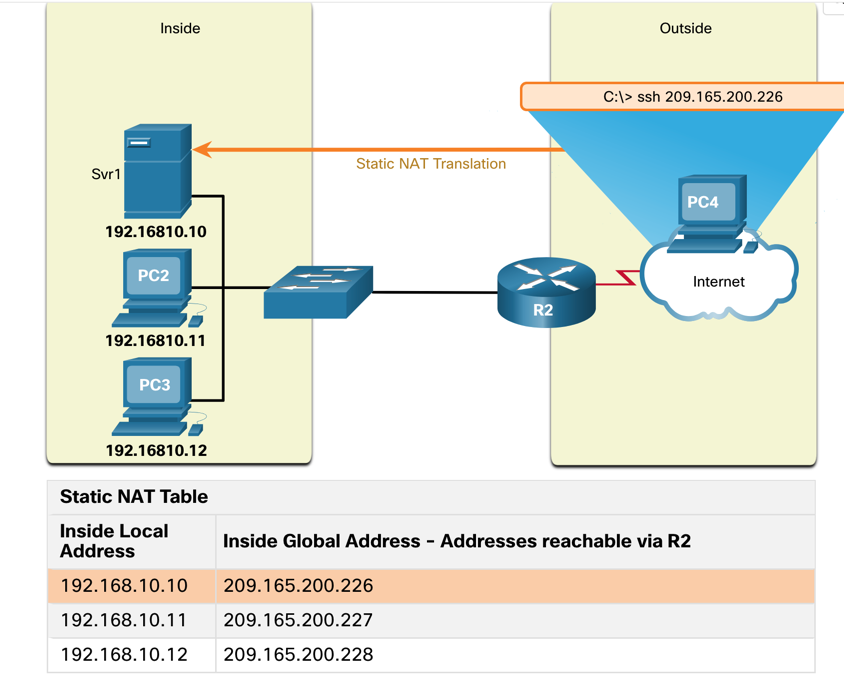 Inside
Outside
C:\> ssh 209.165.200.226
Static NAT Translation
Svr1
PC4
192.16810.10
PC2
Internet
R2
192.16810.11
PC3
192.16810.12
Static NAT Table
Inside Local
Address
Inside Global Address - Addresses reachable via R2
192.168.10.10 209.165.200.226
192.168.10.11 209.165.200.227
192.168.10.12 209.165.200.228